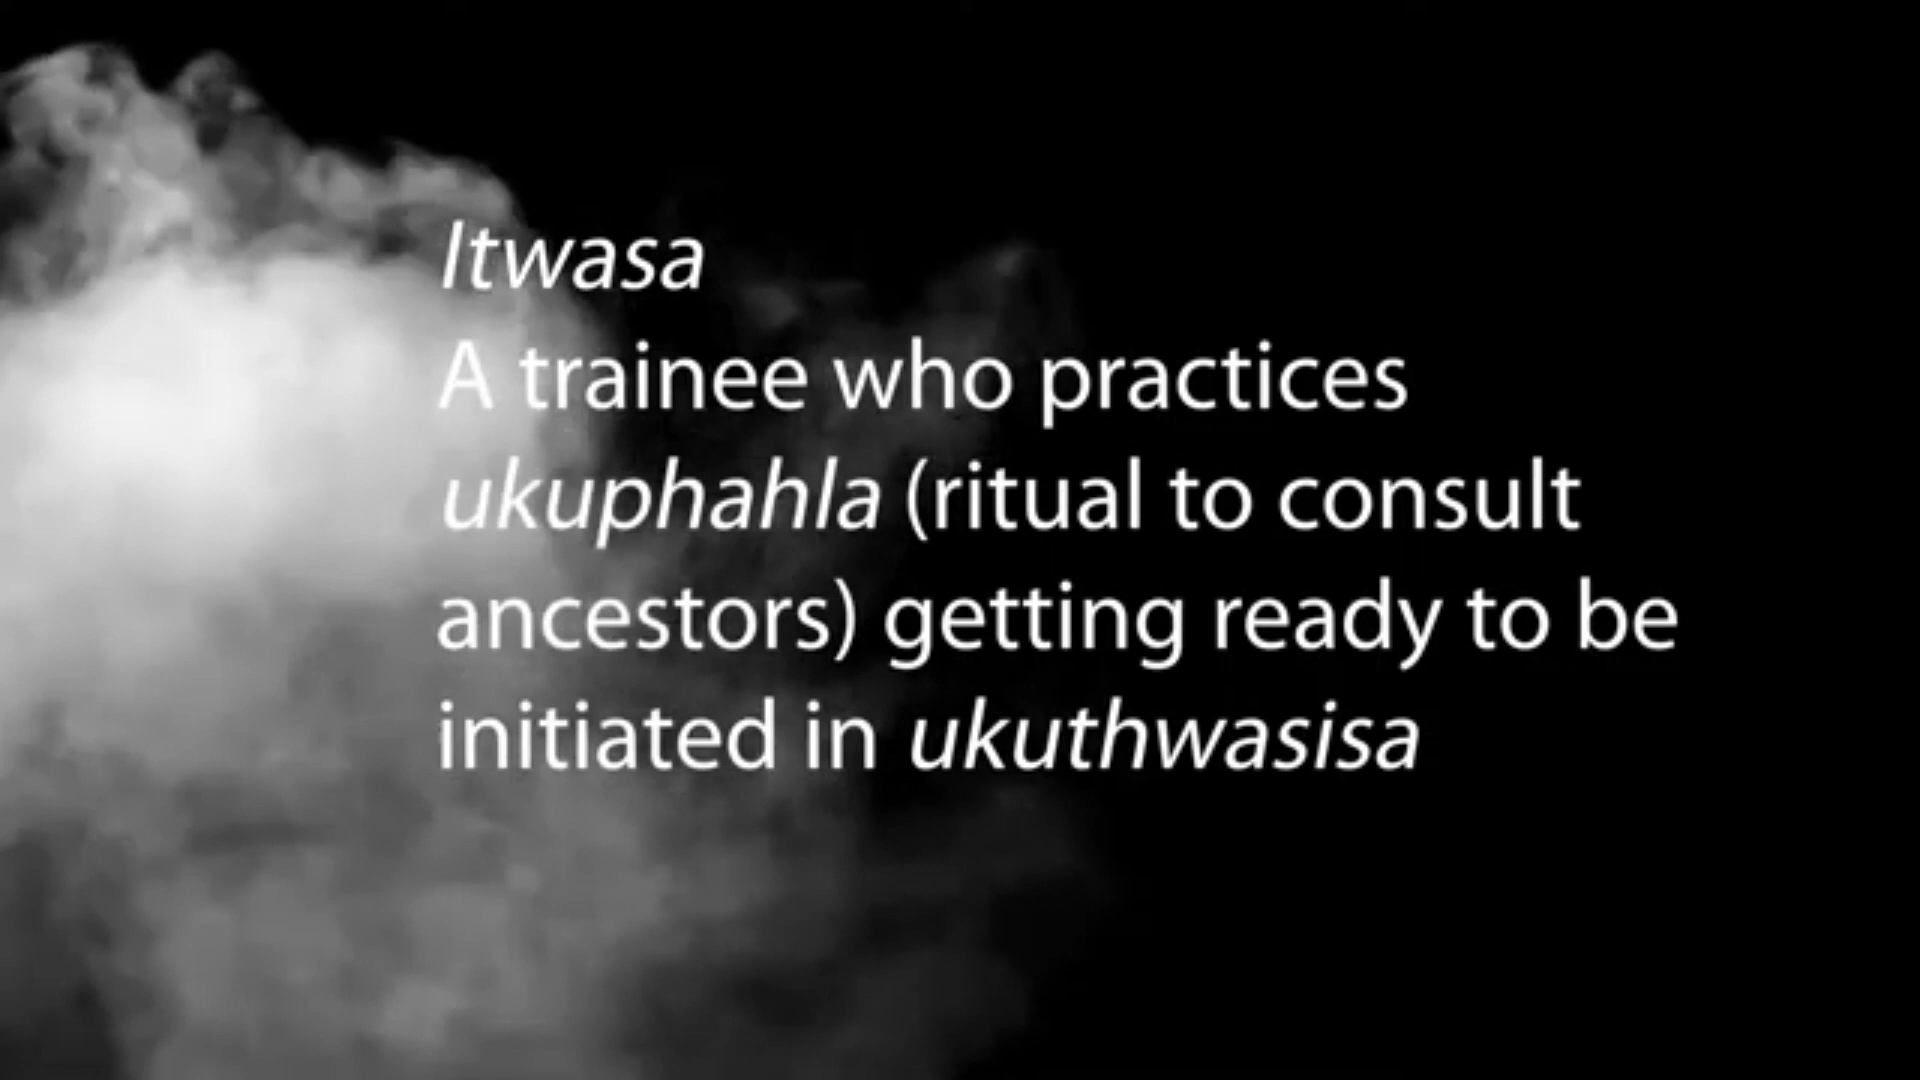 Itwasa
A trainee who practices
ukuphahla (ritual to consult
ancestors) getting ready to be
initiated in ukuthwasisa